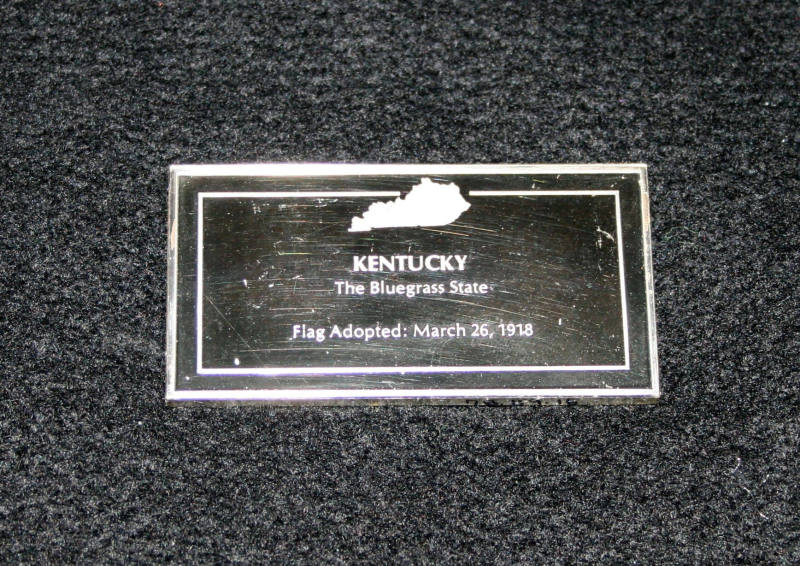 KENTUCKY
The Bluegrass State
Flag Adopted: March 26, 1918